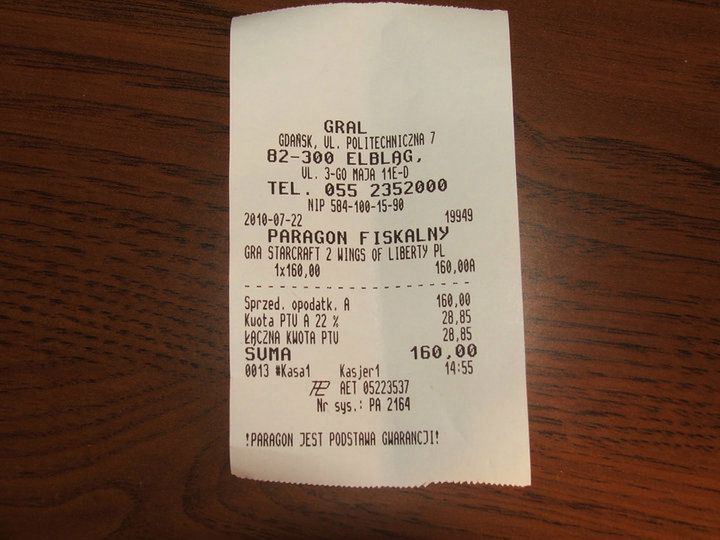 GRAL
GDAŃSK, UL. POLITECHNICZNA 7
82-300 ELBLĄG,
UL. 3-GO MAJA 11E-D
TEL. 055 2352000
NIP 584-100-15-90
2010-07-22 19949
PARAGON FISKALNY
GRA STARCRAFT 2 WINGS OF LIBERTY PL
1x160,00 160,00A
Sprzed. opodatk. A 160,00
Kwota PTU A 22 % 28,85
ŁĄCZNA KWOTA PTU 28,85
SUMA 160,00
0013 #Kasa1 Kasjer1 14:55
AET 05223537
Nr sys.: PA 2164
!PARAGON JEST PODSTAWA GWARANCJI!